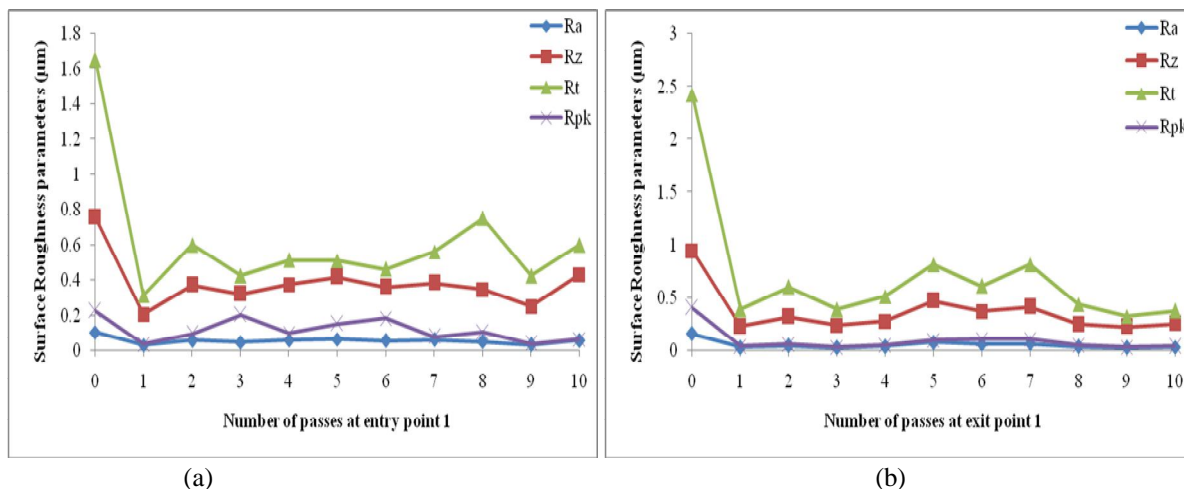 1.8
1.6
1.4
1.2
1
0.8
0.6
0.4
0.2
0
Surface Roughness parameters (µm)
Ra
Rz
Rt
Rpk
0 1 2 3 4 5 6 7 8 9 10
Number of passes at entry point 1
(a)
3
2.5
2
1.5
1
0.5
0
Surface Roughness parameters (µm)
Ra
Rz
Rt
Rpk
0 1 2 3 4 5 6 7 8 9 10
Number of passes at exit point 1
(b)